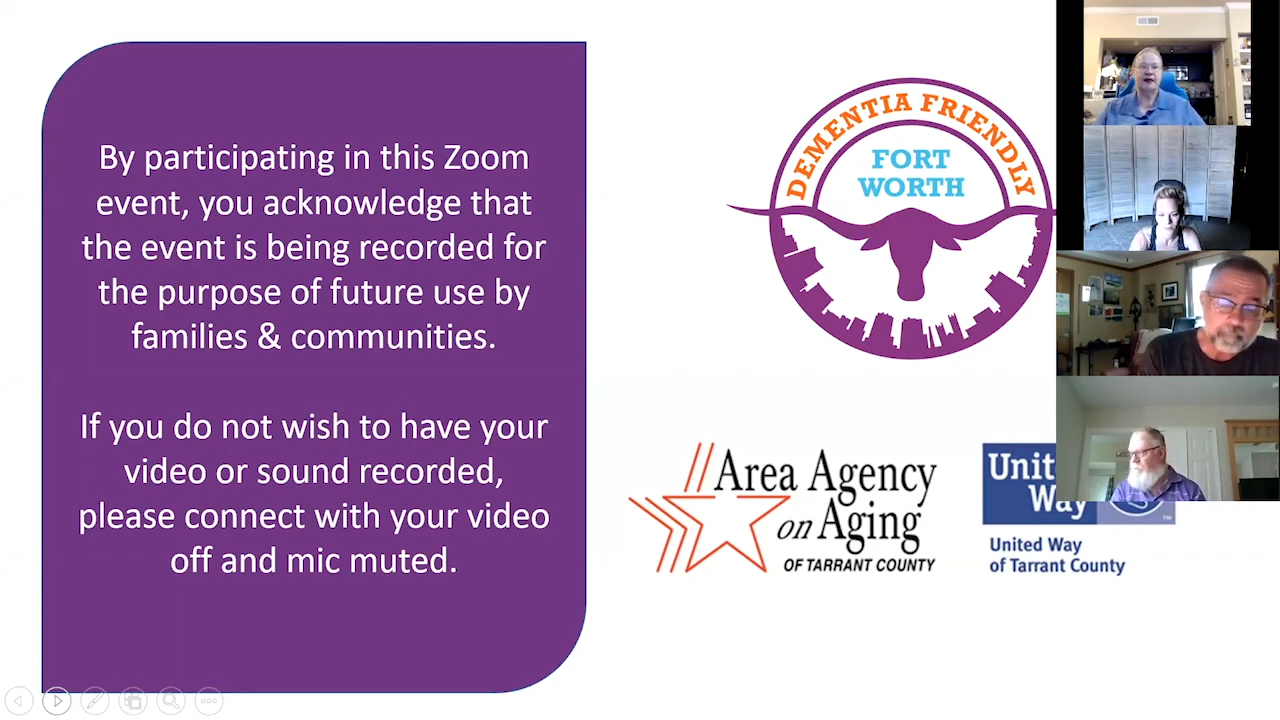 By participating in this Zoom
event, you acknowledge that
the event is being recorded for
the purpose of future use by
families & communities.
If you do not wish to have your
video or sound recorded,
please connect with your video
off and mic muted.
DEMENTIA FRIENDLY
FORT
WORTH
Area Agency
on Aging
OF TARRANT COUNTY
Unit
Way
TM
United Way
of Tarrant County